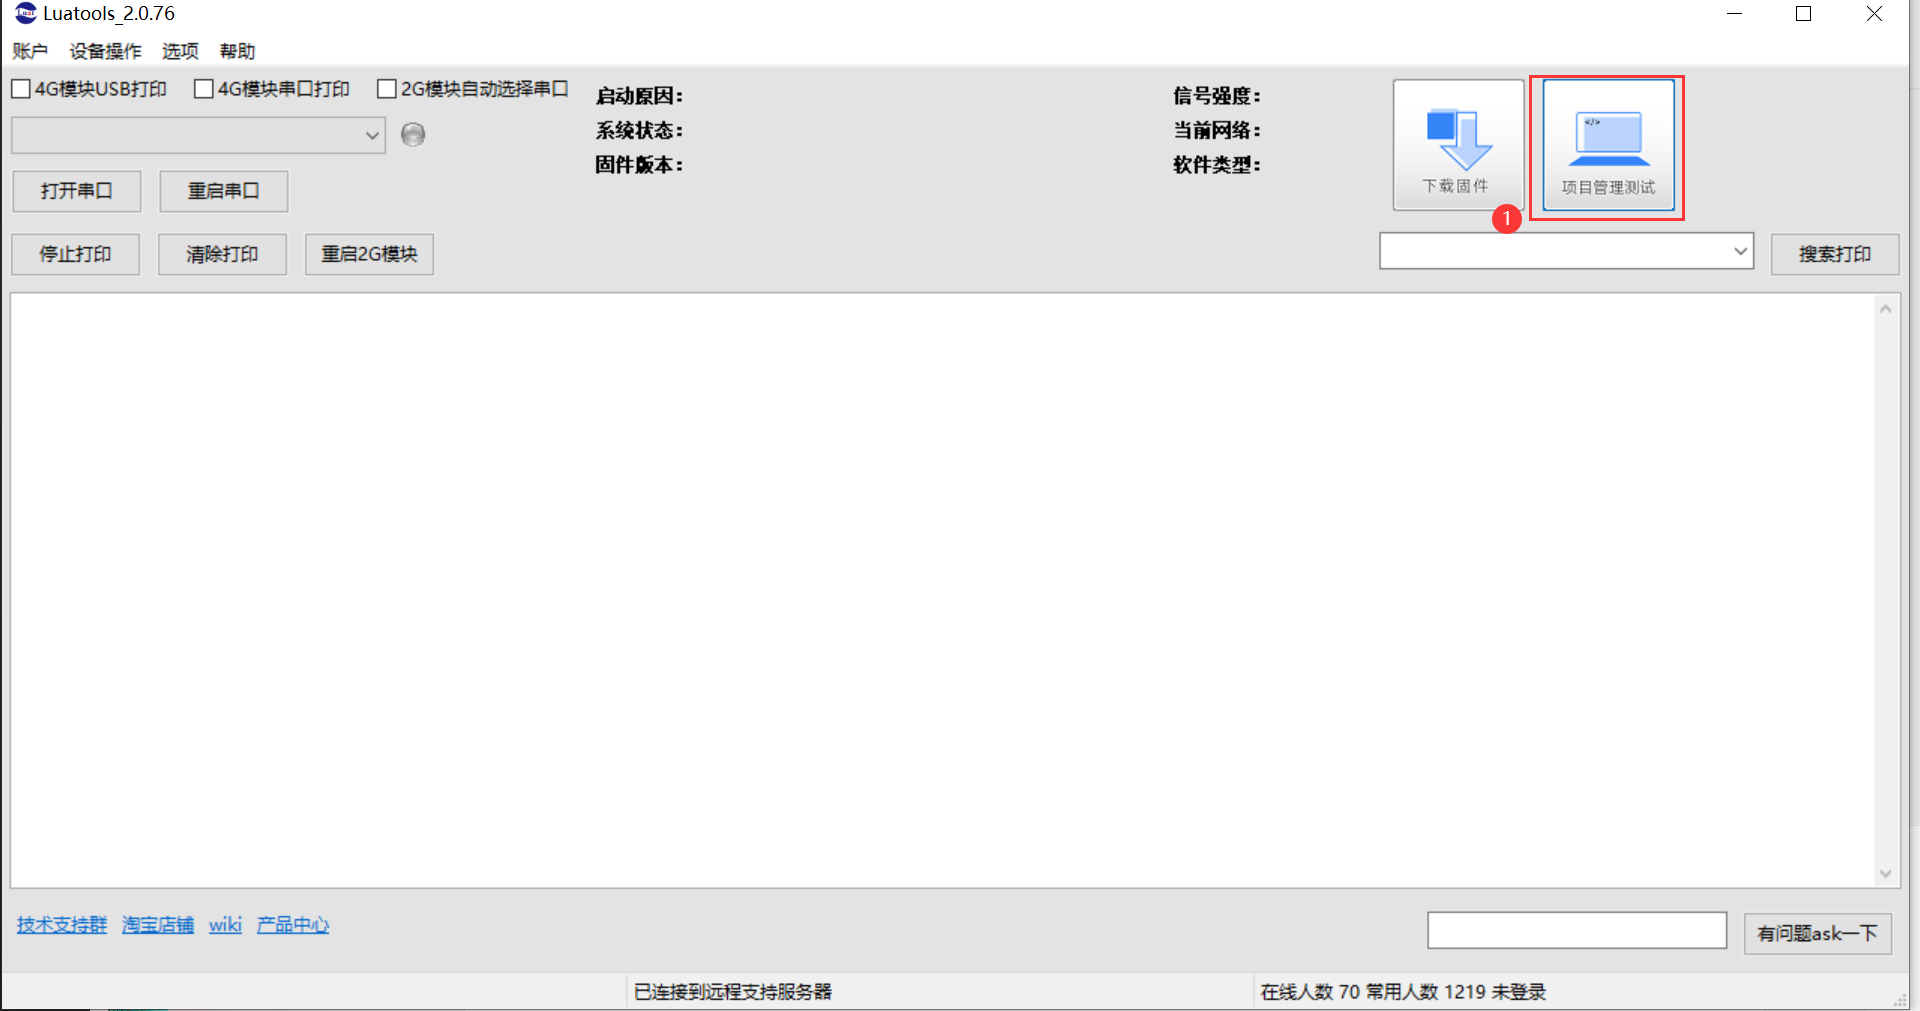 Luatools_2.0.76
账户 设备操作 选项 帮助
4G模块USB打印 4G模块串口打印 2G模块自动选择串口
启动原因：
系统状态：
固件版本：
信号强度：
当前网络：
软件类型：
</>
下载固件
项目管理测试
1
打开串口 重启串口
停止打印 清除打印 重启2G模块
搜索打印
技术支持群 淘宝店铺 wiki 产品中心
有问题ask一下
已连接到远程支持服务器
在线人数 70 常用人数 1219 未登录